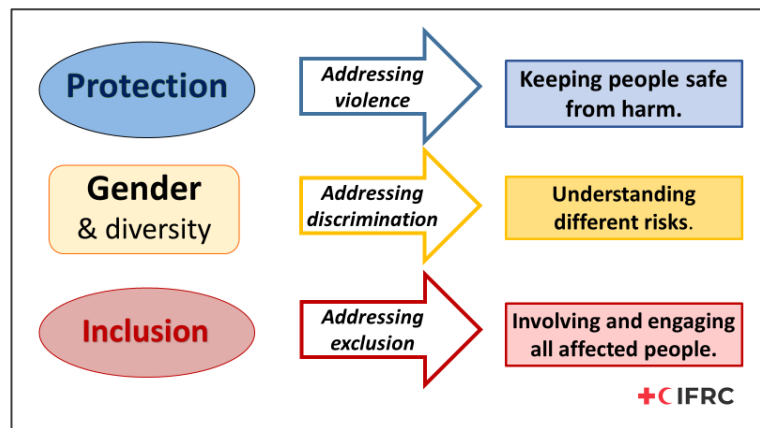 Protection
Addressing
violence
Keeping people safe
from harm.
Gender
& diversity
Addressing
discrimination
Understanding
different risks.
Inclusion
Addressing
exclusion
Involving and engaging
all affected people.
IFRC